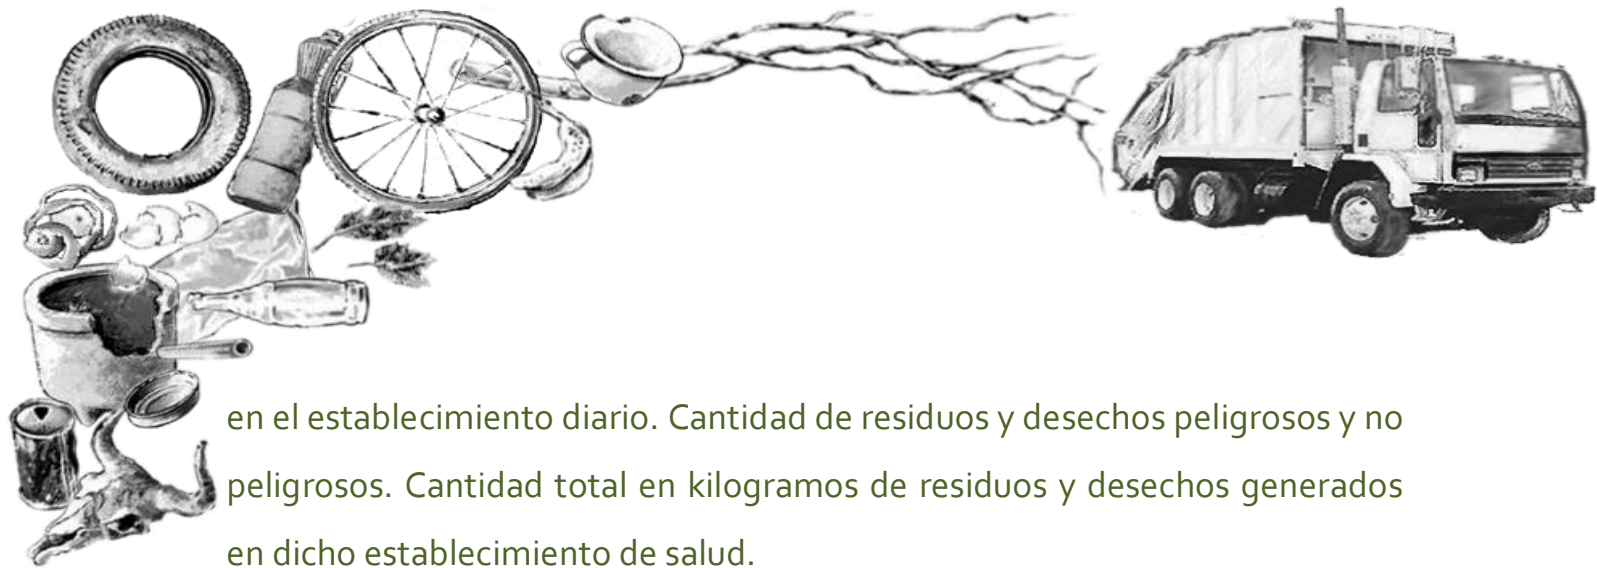 en el establecimiento diario. Cantidad de residuos y desechos peligrosos y no
peligrosos. Cantidad total en kilogramos de residuos y desechos generados
en dicho establecimiento de salud.